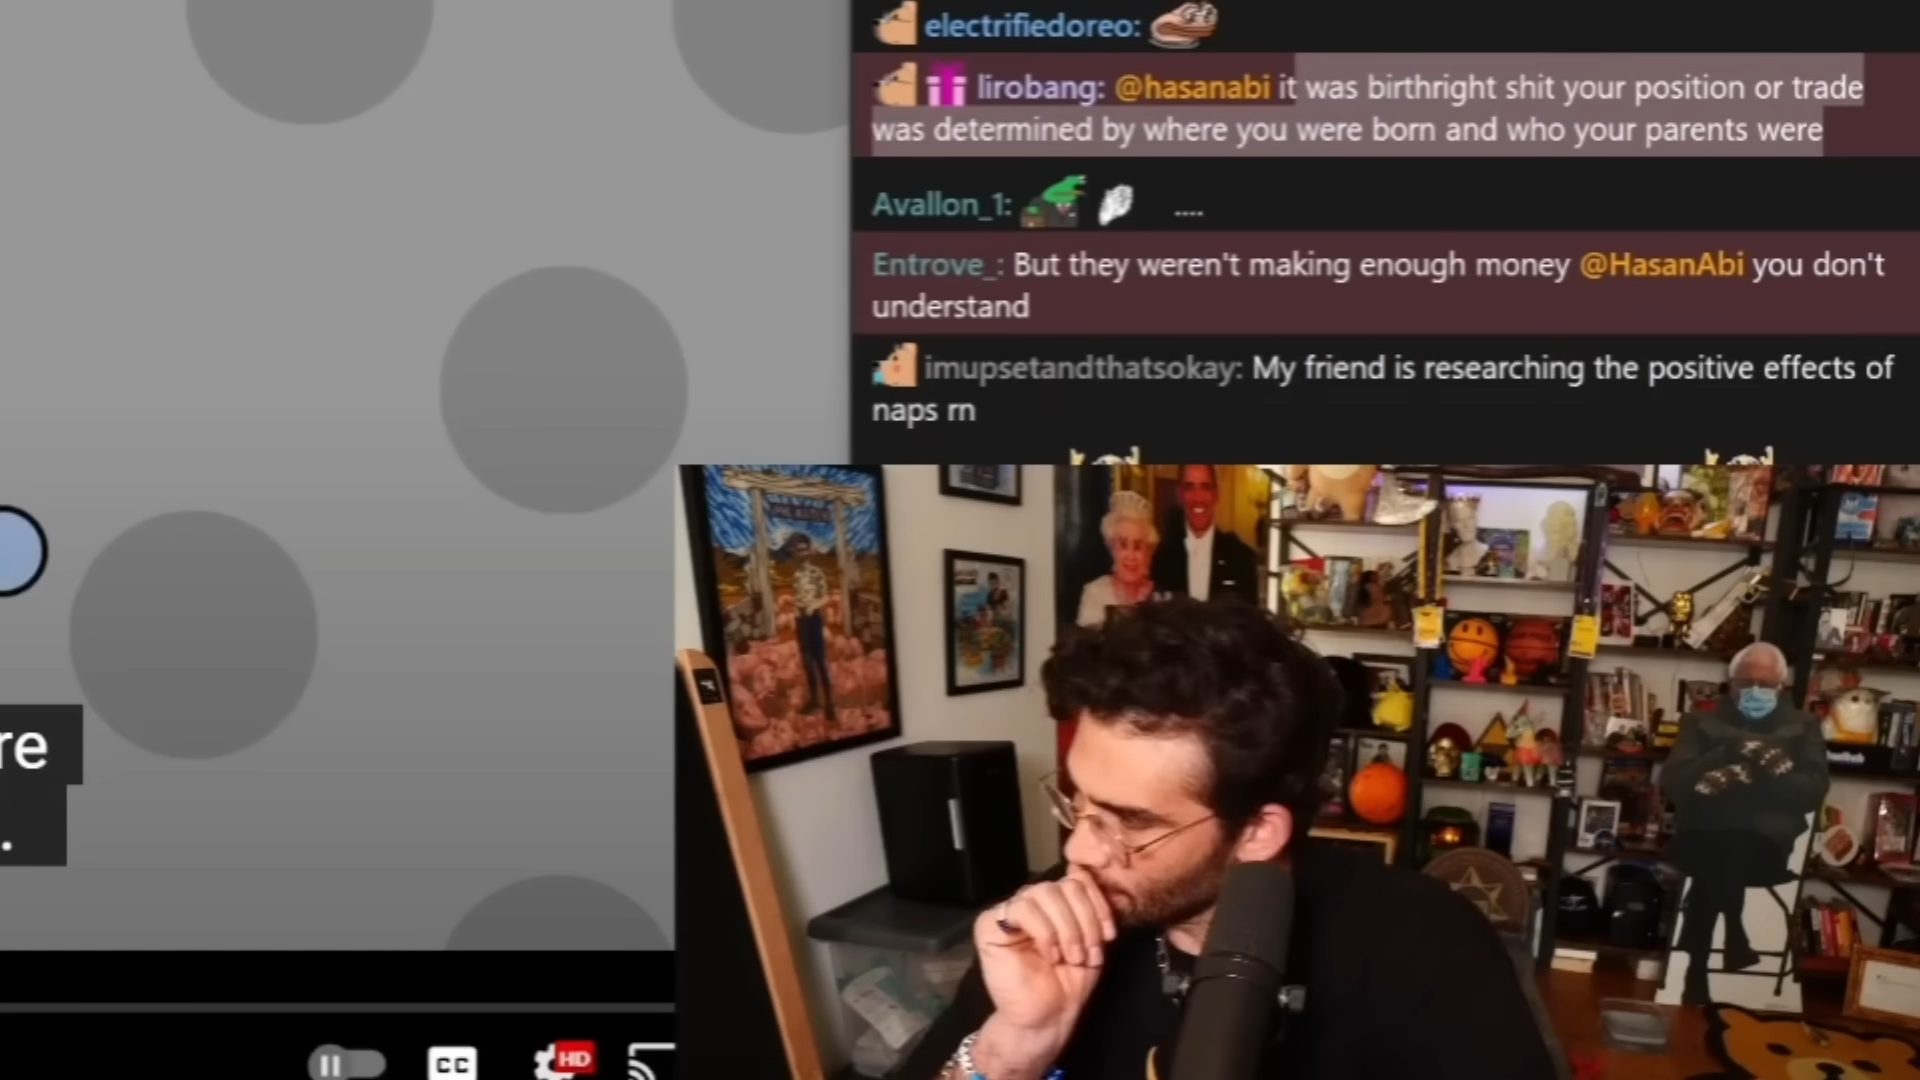 electrifiedoreo:
lirobang: @hasanabi it was birthright shit your position or trade
was determined by where you were born and who your parents were
Avallon_1: ....
Entrove_: But they weren't making enough money @HasanAbi you don't
understand
imupsetandthatsokay: My friend is researching the positive effects of
naps rn
re
.
CC
HD